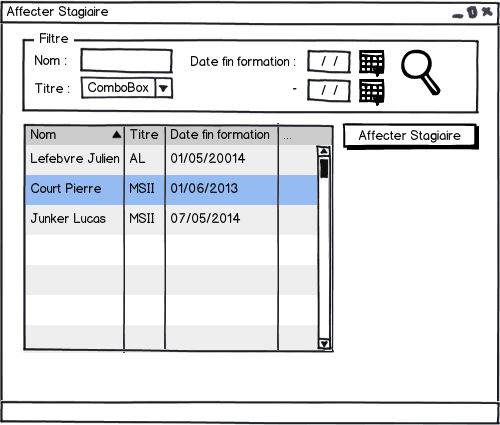 Affecter Stagiaire
Filtre
Nom :
Date fin formation : / /
Titre : ComboBox
- / /
Nom Titre Date fin formation ...
Affecter Stagiaire
Lefebvre Julien AL 01/05/20014
Court Pierre MSII 01/06/2013
Junker Lucas MSII 07/05/2014